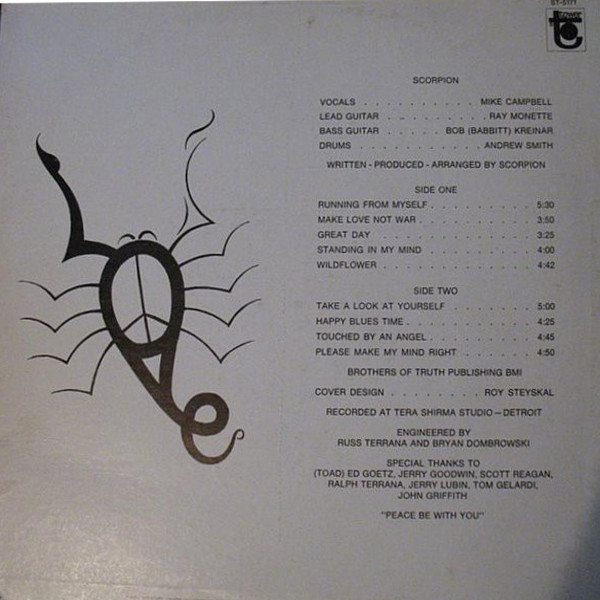 ST-5171
tower
SCORPION
VOCALS . . . . . . . . . . MIKE CAMPBELL
LEAD GUITAR . . . . . . . . . RAY MONETTE
BASS GUITAR . . . . . BOB (BABBITT) KREINAR
DRUMS . . . . . . . . . . . ANDREW SMITH
WRITTEN - PRODUCED - ARRANGED BY SCORPION
SIDE ONE
RUNNING FROM MYSELF . . . . . . . . . 5:30
MAKE LOVE NOT WAR . . . . . . . . . . 3:50
GREAT DAY . . . . . . . . . . . . . 3:25
STANDING IN MY MIND . . . . . . . . . 4:00
WILDFLOWER . . . . . . . . . . . . . 4:42
SIDE TWO
TAKE A LOOK AT YOURSELF . . . . . . . 5:00
HAPPY BLUES TIME . . . . . . . . . . . 4:25
TOUCHED BY AN ANGEL . . . . . . . . . 4:45
PLEASE MAKE MY MIND RIGHT . . . . . . 4:50
BROTHERS OF TRUTH PUBLISHING BMI
COVER DESIGN . . . . . . . . ROY STEYSKAL
RECORDED AT TERA SHIRMA STUDIO — DETROIT
ENGINEERED BY
RUSS TERRANA AND BRYAN DOMBROWSKI
SPECIAL THANKS TO
(TOAD) ED GOETZ, JERRY GOODWIN, SCOTT REAGAN,
RALPH TERRANA, JERRY LUBIN, TOM GELARDI,
JOHN GRIFFITH
"PEACE BE WITH YOU"